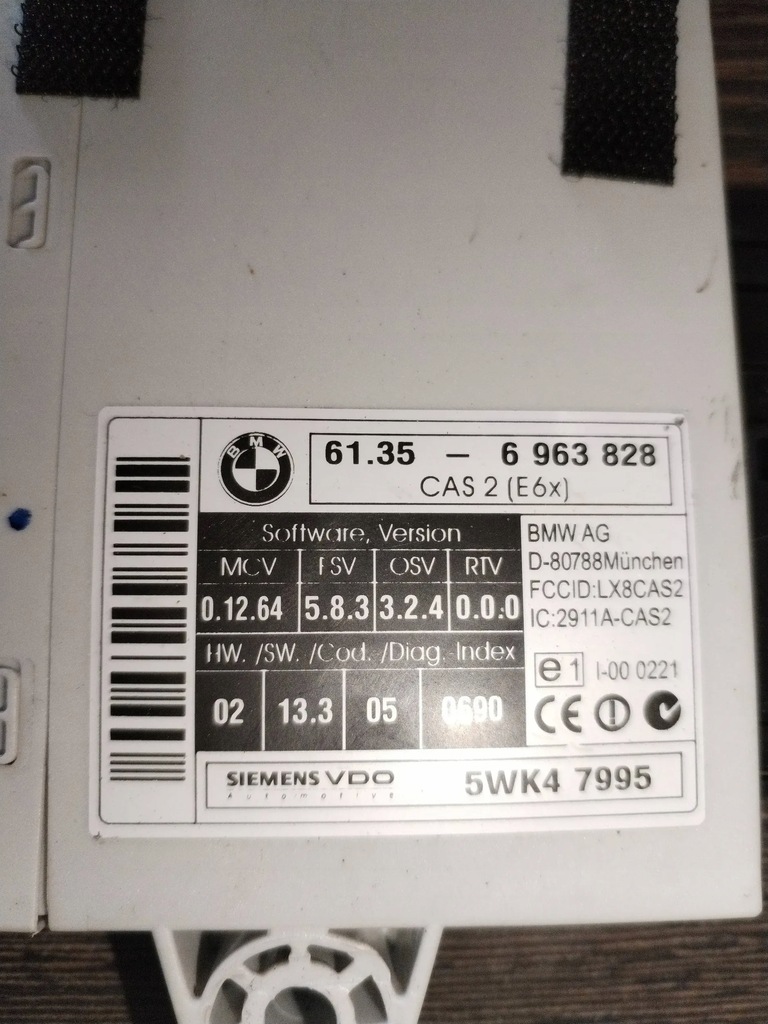 BMW
61.35 – 6 963 828
CAS 2 (E6x)
Software, Version
MCV FSV OSV RTV
0.12.64 5.8.3 3.2.4 0.0.0
HW. /SW. /Cod. /Diag. Index
02 13.3 05 0690
BMW AG
D-80788München
FCCID:LX8CAS2
IC:2911A-CAS2
e1 I-00 0221
CE
SIEMENS VDO
Automotive
5WK4 7995